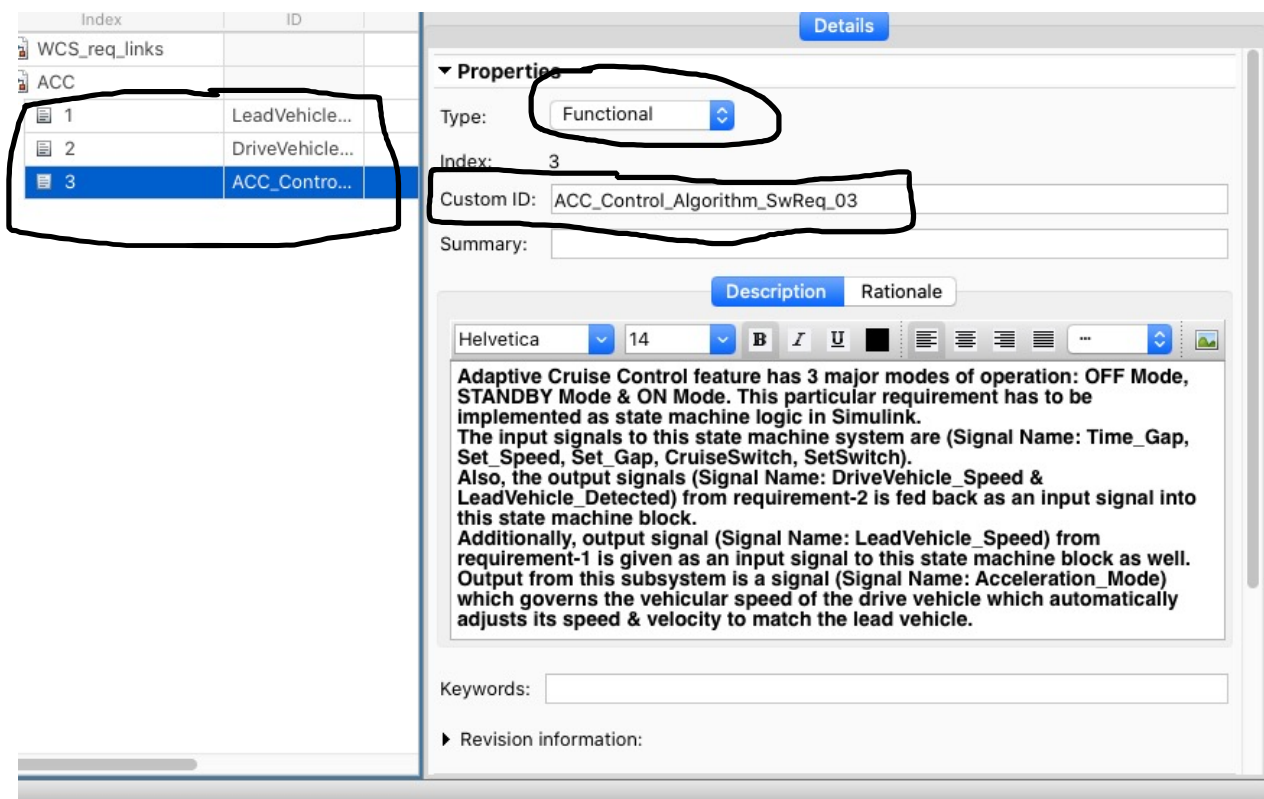 Index ID
WCS_req_links
ACC
1 LeadVehicle...
2 DriveVehicle...
3 ACC_Contro...
Details
Properties
Type: Functional
Index: 3
Custom ID: ACC_Control_Algorithm_SwReq_03
Summary:
Description Rationale
Helvetica 14 B I U ...
Adaptive Cruise Control feature has 3 major modes of operation: OFF Mode,
STANDBY Mode & ON Mode. This particular requirement has to be
implemented as state machine logic in Simulink.
The input signals to this state machine system are (Signal Name: Time_Gap,
Set_Speed, Set_Gap, CruiseSwitch, SetSwitch).
Also, the output signals (Signal Name: DriveVehicle_Speed &
LeadVehicle_Detected) from requirement-2 is fed back as an input signal into
this state machine block.
Additionally, output signal (Signal Name: LeadVehicle_Speed) from
requirement-1 is given as an input signal to this state machine block as well.
Output from this subsystem is a signal (Signal Name: Acceleration_Mode)
which governs the vehicular speed of the drive vehicle which automatically
adjusts its speed & velocity to match the lead vehicle.
Keywords:
Revision information: